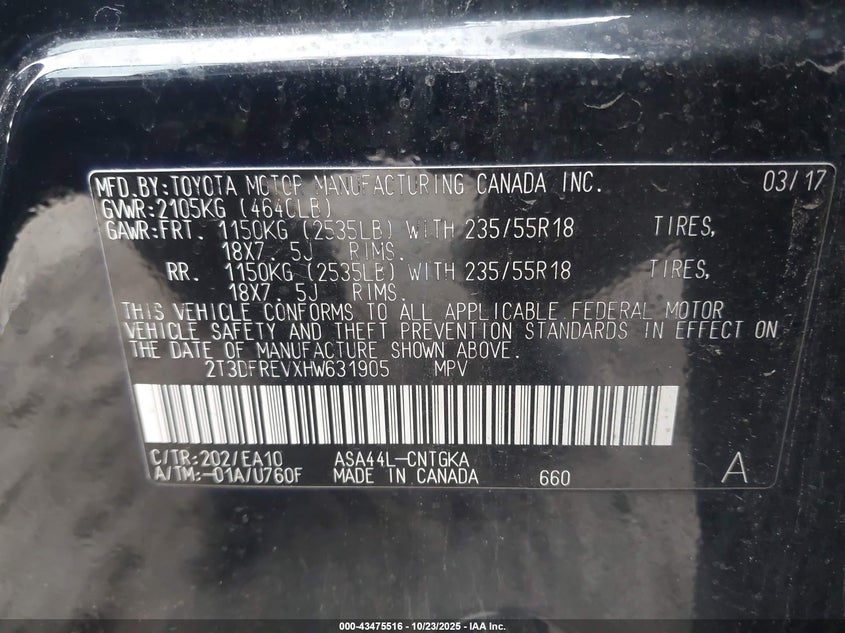 MFD.BY:TOYOTA MOTOR MANUFACTURING CANADA INC. 03/17
GVWR:2105KG (4640LB)
GAWR:FRT. 1150KG (2535LB) WITH 235/55R18 TIRES,
18X7.5J RIMS.
RR. 1150KG (2535LB) WITH 235/55R18 TIRES,
18X7.5J RIMS.
THIS VEHICLE CONFORMS TO ALL APPLICABLE FEDERAL MOTOR
VEHICLE SAFETY AND THEFT PREVENTION STANDARDS IN EFFECT ON
THE DATE OF MANUFACTURE SHOWN ABOVE.
2T3DFREVXHW631905 MPV
C/TR:202/EA10 ASA44L-CNTGKA
A/TM:-01A/U760F MADE IN CANADA 660 A
000-43475516 - 10/23/2025 - IAA Inc.